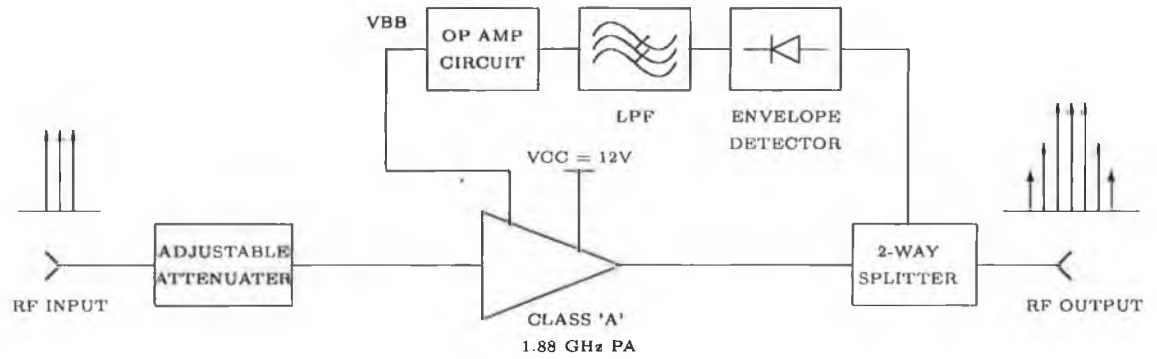 VBB
OP AMP
CIRCUIT
LPF
ENVELOPE
DETECTOR
VCC = 12V
ADJUSTABLE
ATTENUATER
2-WAY
SPLITTER
RF INPUT
RF OUTPUT
CLASS 'A'
1.88 GHz PA